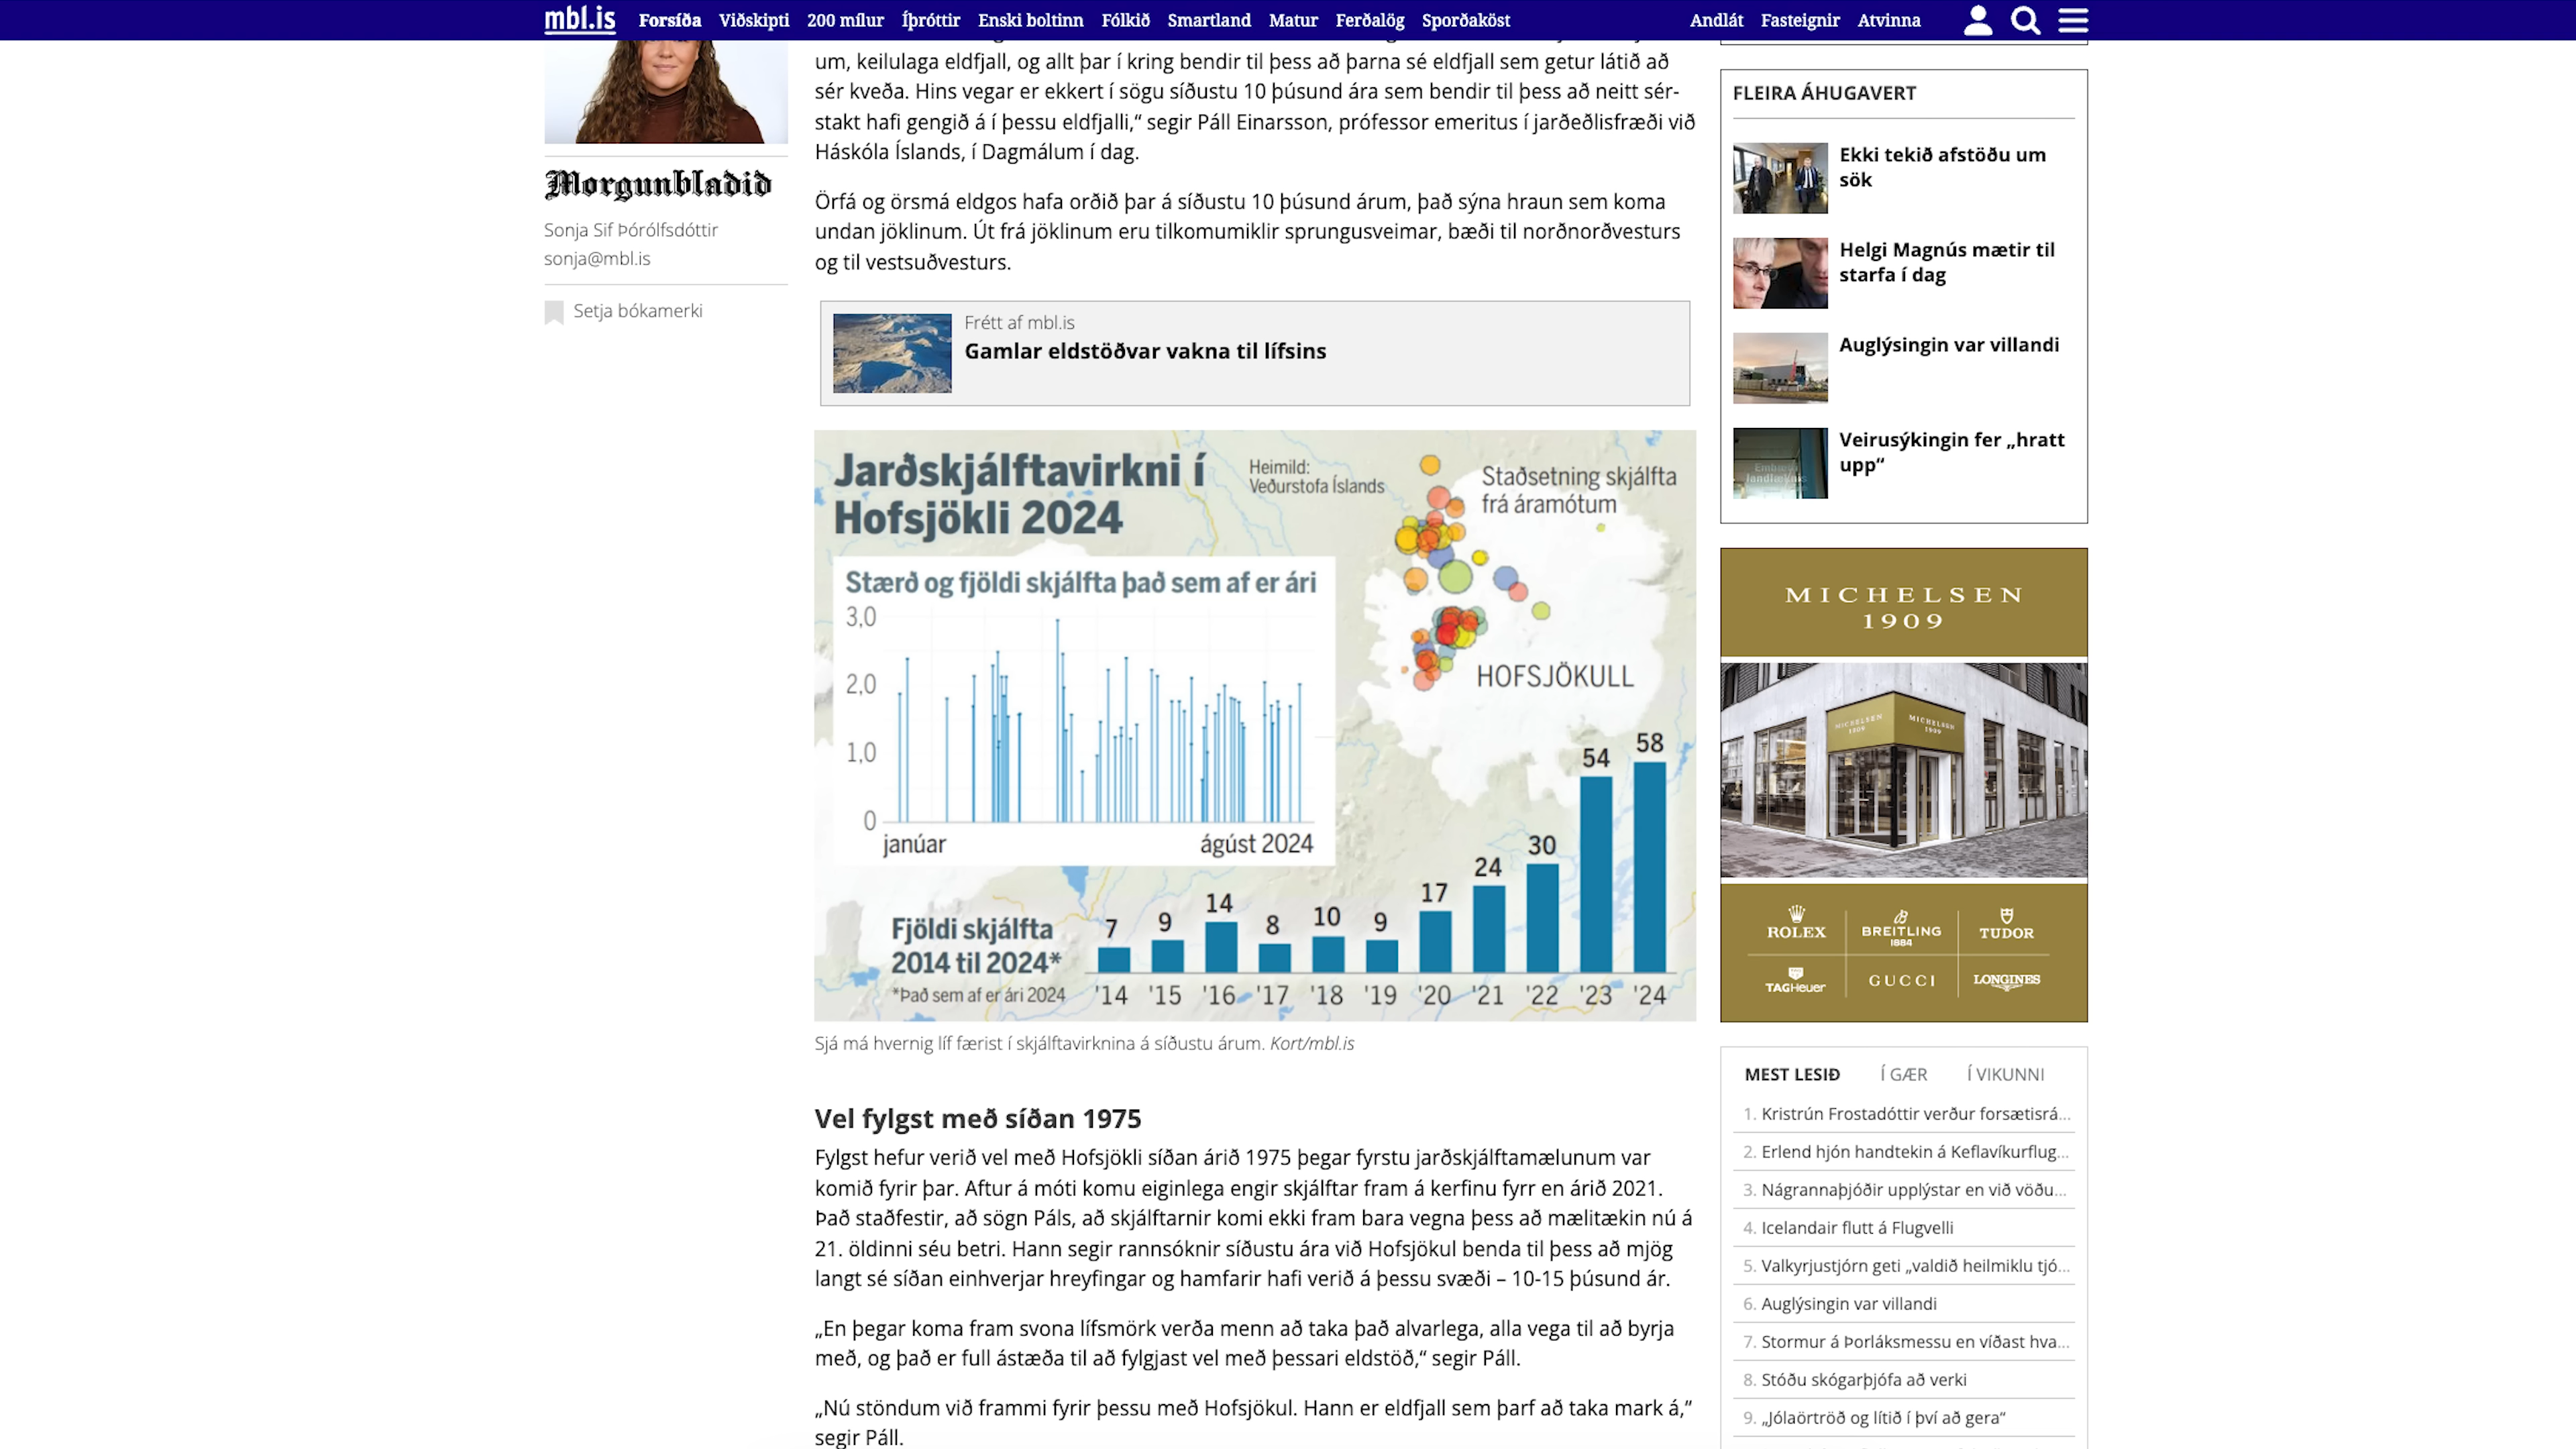 mbl.is Forsíða Viðskipti 200 mílur Íþróttir Enski boltinn Fólkið Smartland Matur Ferðalög Sporðaköst Andlát Fasteignir Atvinna
Morgunblaðið
Sonja Sif Þórólfsdóttir
sonja@mbl.is
Setja bókamerki
um, keilulaga eldfjall, og allt þar í kring bendir til þess að þarna sé eldfjall sem getur látið að
sér kveða. Hins vegar er ekkert í sögu síðustu 10 þúsund ára sem bendir til þess að neitt sér-
stakt hafi gengið á í þessu eldfjalli,“ segir Páll Einarsson, prófessor emeritus í jarðeðlisfræði við
Háskóla Íslands, í Dagmálum í dag.
Örfá og örsmá eldgos hafa orðið þar á síðustu 10 þúsund árum, það sýna hraun sem koma
undan jöklinum. Út frá jöklinum eru tilkomumiklir sprungusveimar, bæði til norðnorðvesturs
og til vestsuðvesturs.
Frétt af mbl.is
Gamlar eldstöðvar vakna til lífsins
Jarðskjálftavirkni í
Hofsjökli 2024
Heimild:
Veðurstofa Íslands
Staðsetning skjálfta
frá áramótum
HOFSJÖKULL
Stærð og fjöldi skjálfta það sem af er ári
3,0
2,0
1,0
0
janúar ágúst 2024
Fjöldi skjálfta
2014 til 2024*
*Það sem af er ári 2024
7 9 14 8 10 9 17 24 30 54 58
'14 '15 '16 '17 '18 '19 '20 '21 '22 '23 '24
Sjá má hvernig líf færist í skjálftavirknina á síðustu árum. Kort/mbl.is
Vel fylgst með síðan 1975
Fylgst hefur verið vel með Hofsjökli síðan árið 1975 þegar fyrstu jarðskjálftamælunum var
komið fyrir þar. Aftur á móti komu eiginlega engir skjálftar fram á kerfinu fyrr en árið 2021.
Það staðfestir, að sögn Páls, að skjálftarnir komi ekki fram bara vegna þess að mælitækin nú á
21. öldinni séu betri. Hann segir rannsóknir síðustu ára við Hofsjökul benda til þess að mjög
langt sé síðan einhverjar hreyfingar og hamfarir hafi verið á þessu svæði – 10-15 þúsund ár.
„En þegar koma fram svona lífsmörk verða menn að taka það alvarlega, alla vega til að byrja
með, og það er full ástæða til að fylgjast vel með þessari eldstöð,“ segir Páll.
„Nú stöndum við frammi fyrir þessu með Hofsjökul. Hann er eldfjall sem þarf að taka mark á,“
segir Páll.
FLEIRA ÁHUGAVERT
Ekki tekið afstöðu um
sök
Helgi Magnús mætir til
starfa í dag
Auglýsingin var villandi
Veirusýkingin fer „hratt
upp“
MICHELSEN
1909
MICHELSEN
1909
MICHELSEN
1909
ROLEX BREITLING TUDOR
1884
TAGHeuer GUCCI LONGINES
MEST LESIÐ Í GÆR Í VIKUNNI
1. Kristrún Frostadóttir verður forsætisrá...
2. Erlend hjón handtekin á Keflavíkurflug...
3. Nágrannaþjóðir upplýstar en við vöðu...
4. Icelandair flutt á Flugvelli
5. Valkyrjustjórn geti „valdið heilmiklu tjó...
6. Auglýsingin var villandi
7. Stormur á Þorláksmessu en víðast hva...
8. Stóðu skógarþjófa að verki
9. „Jólaörtröð og lítið í því að gera“